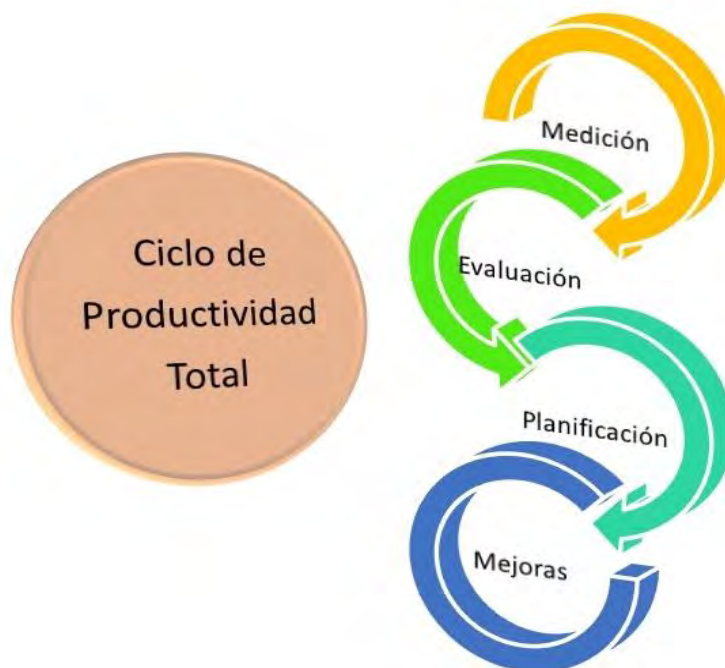 Ciclo de
Productividad
Total
Medición
Evaluación
Planificación
Mejoras